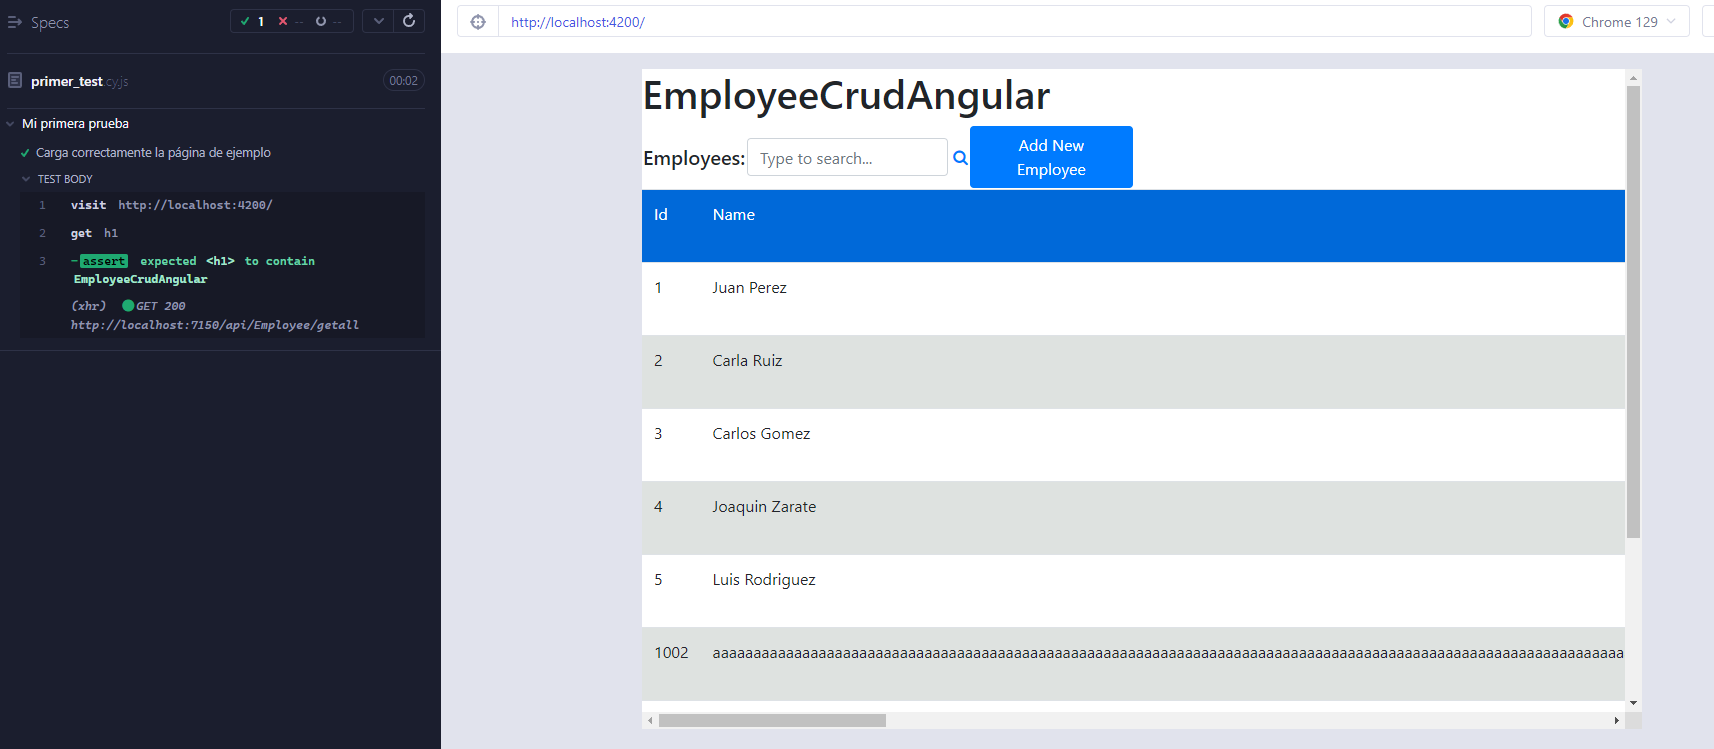 Specs
1 -- --
primer_test.cy.js
00:02
Mi primera prueba
Carga correctamente la página de ejemplo
TEST BODY
1 visit http://localhost:4200/
2 get h1
3 -assert expected <h1> to contain
EmployeeCrudAngular
(xhr) GET 200
http://localhost:7150/api/Employee/getall
http://localhost:4200/
Chrome 129
EmployeeCrudAngular
Employees: Type to search...
Add New
Employee
Id Name
1 Juan Perez
2 Carla Ruiz
3 Carlos Gomez
4 Joaquin Zarate
5 Luis Rodriguez
1002